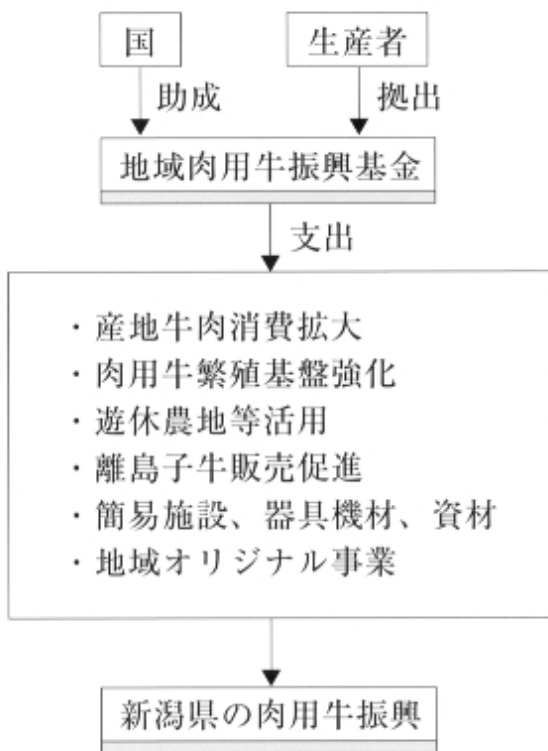 国
生産者
助成
拠出
地域肉用牛振興基金
支出
・産地牛肉消費拡大
・肉用牛繁殖基盤強化
・遊休農地等活用
・離島子牛販売促進
・簡易施設、器具機材、資材
・地域オリジナル事業
新潟県の肉用牛振興